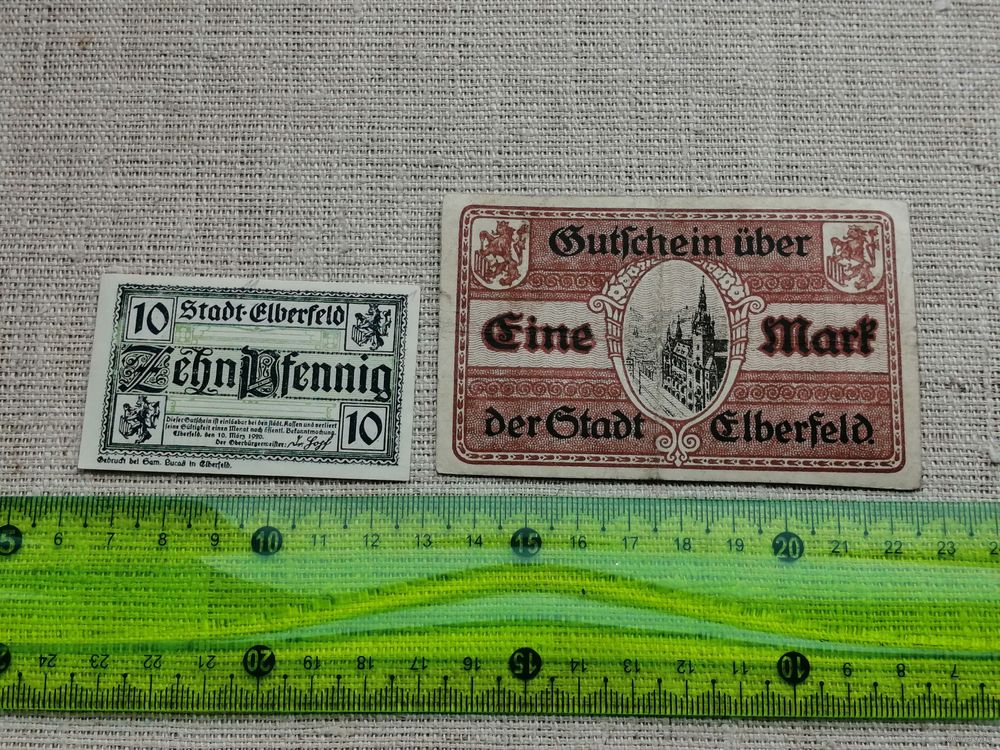 10
Stadt-Elberfeld
Zehn Pfennig
Dieser Gutschein ist einlösbar bei den städt. Kassen und verliert
seine Gültigkeit einen Monat nach öffentl. Bekanntmachung.
Elberfeld, den 10. März 1920.
Der Oberbürgermeister:
10
Gedruckt bei Sam. Lucas in Elberfeld.
Gutschein über
Eine Mark
der Stadt Elberfeld.
5 6 7 8 9 10 11 12 13 14 15 16 17 18 19 20 21 22 23
24 23 22 21 20 19 18 17 16 15 14 13 12 11 10 9 8 7